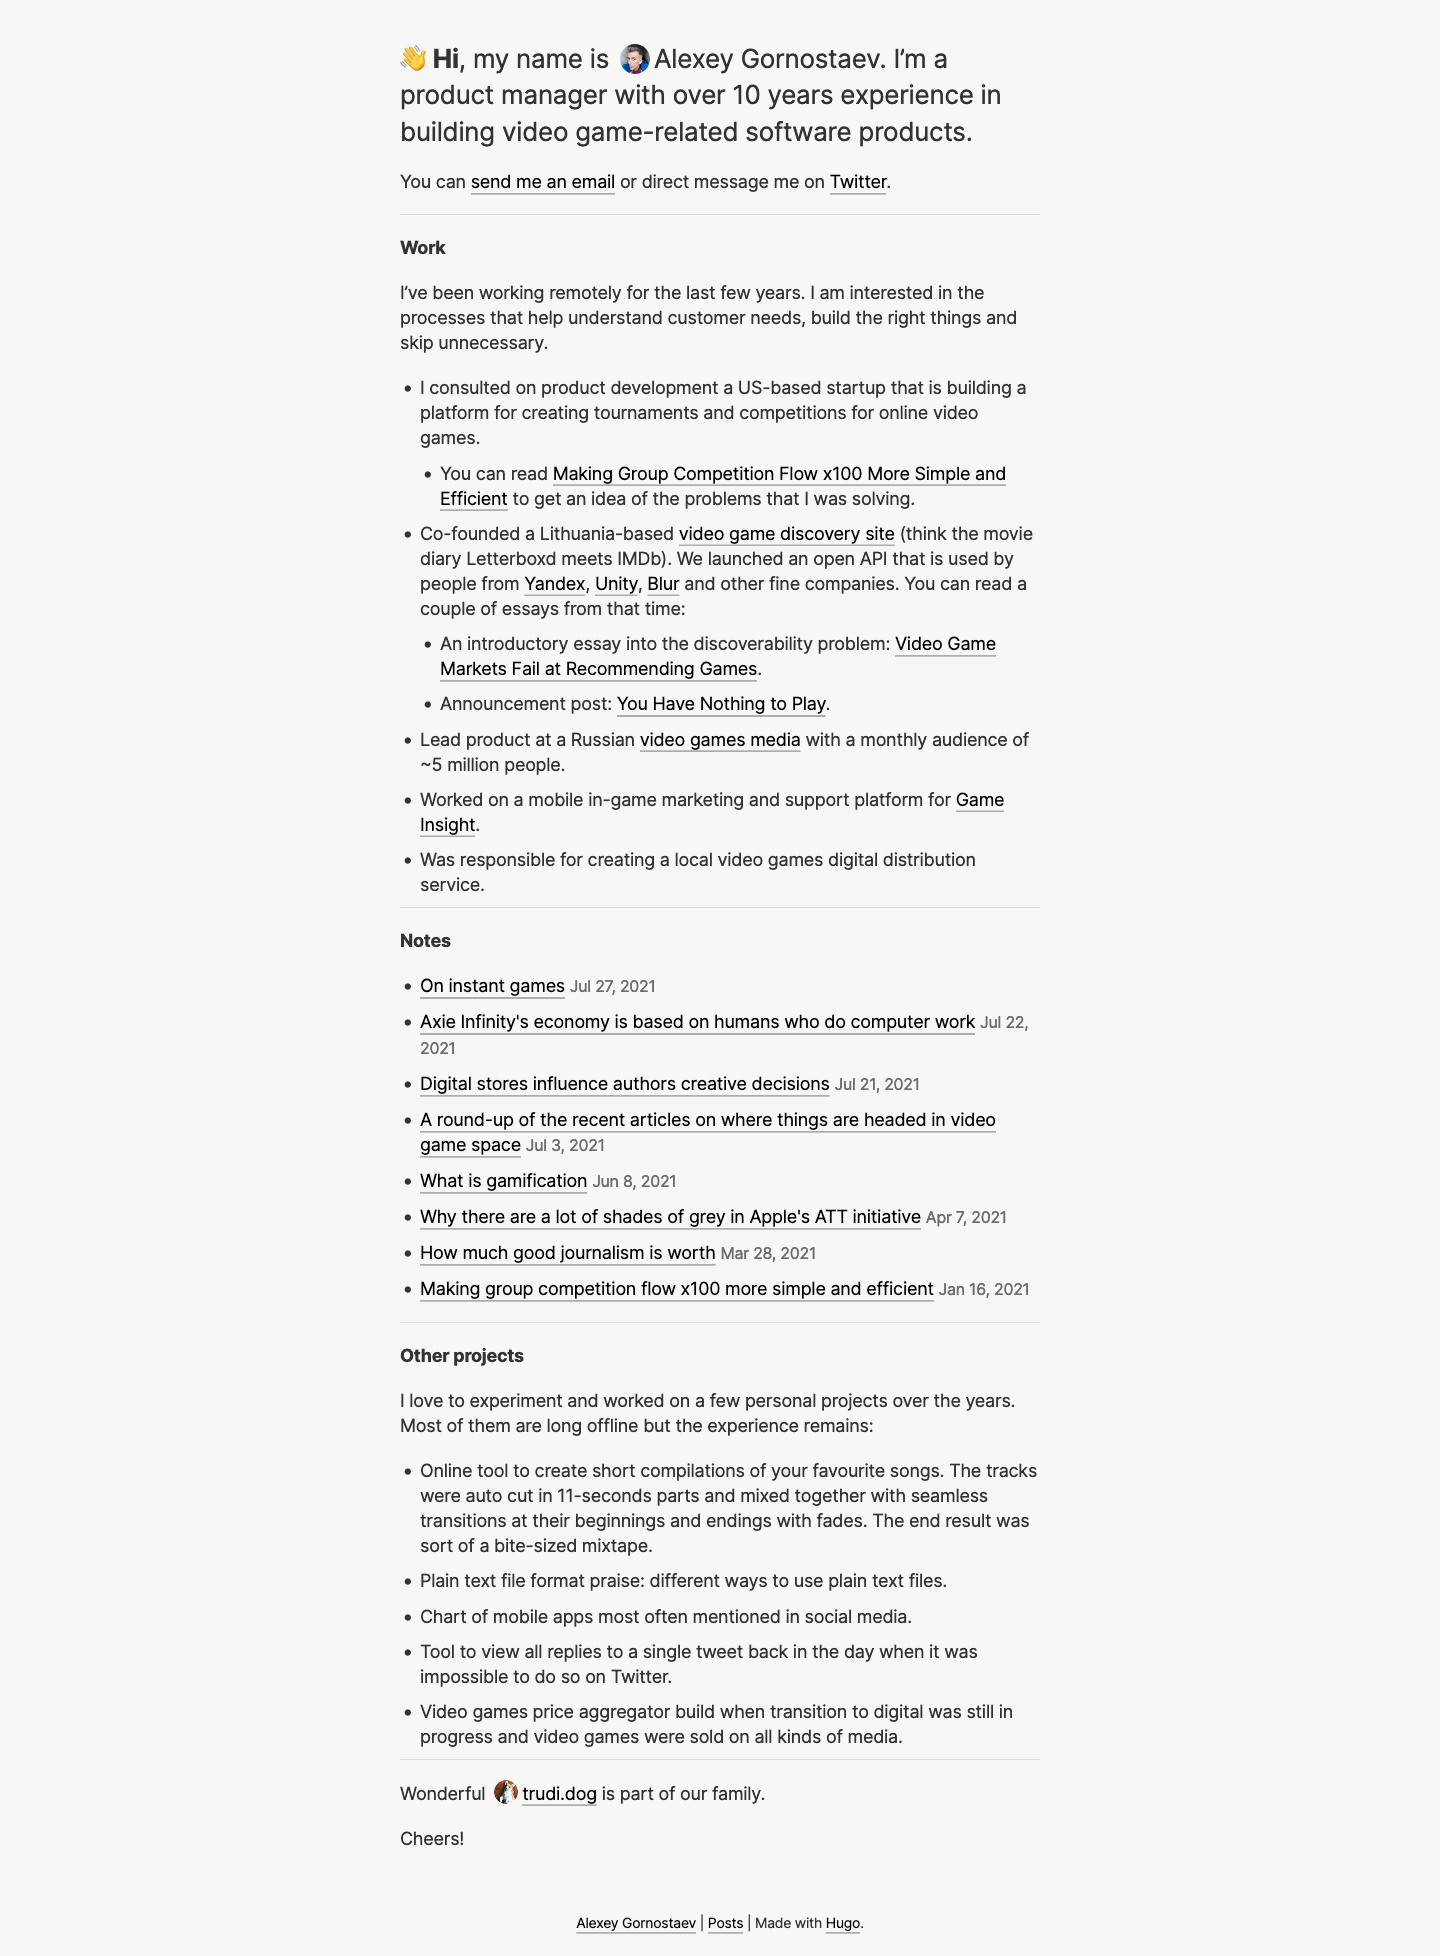 👋 Hi, my name is Alexey Gornostaev. I’m a
product manager with over 10 years experience in
building video game-related software products.
You can send me an email or direct message me on Twitter.
Work
I’ve been working remotely for the last few years. I am interested in the
processes that help understand customer needs, build the right things and
skip unnecessary.
• I consulted on product development a US-based startup that is building a
platform for creating tournaments and competitions for online video
games.
• You can read Making Group Competition Flow x100 More Simple and
Efficient to get an idea of the problems that I was solving.
• Co-founded a Lithuania-based video game discovery site (think the movie
diary Letterboxd meets IMDb). We launched an open API that is used by
people from Yandex, Unity, Blur and other fine companies. You can read a
couple of essays from that time:
• An introductory essay into the discoverability problem: Video Game
Markets Fail at Recommending Games.
• Announcement post: You Have Nothing to Play.
• Lead product at a Russian video games media with a monthly audience of
~5 million people.
• Worked on a mobile in-game marketing and support platform for Game
Insight.
• Was responsible for creating a local video games digital distribution
service.
Notes
• On instant games Jul 27, 2021
• Axie Infinity's economy is based on humans who do computer work Jul 22,
2021
• Digital stores influence authors creative decisions Jul 21, 2021
• A round-up of the recent articles on where things are headed in video
game space Jul 3, 2021
• What is gamification Jun 8, 2021
• Why there are a lot of shades of grey in Apple's ATT initiative Apr 7, 2021
• How much good journalism is worth Mar 28, 2021
• Making group competition flow x100 more simple and efficient Jan 16, 2021
Other projects
I love to experiment and worked on a few personal projects over the years.
Most of them are long offline but the experience remains:
• Online tool to create short compilations of your favourite songs. The tracks
were auto cut in 11-seconds parts and mixed together with seamless
transitions at their beginnings and endings with fades. The end result was
sort of a bite-sized mixtape.
• Plain text file format praise: different ways to use plain text files.
• Chart of mobile apps most often mentioned in social media.
• Tool to view all replies to a single tweet back in the day when it was
impossible to do so on Twitter.
• Video games price aggregator build when transition to digital was still in
progress and video games were sold on all kinds of media.
Wonderful trudi.dog is part of our family.
Cheers!
Alexey Gornostaev | Posts | Made with Hugo.